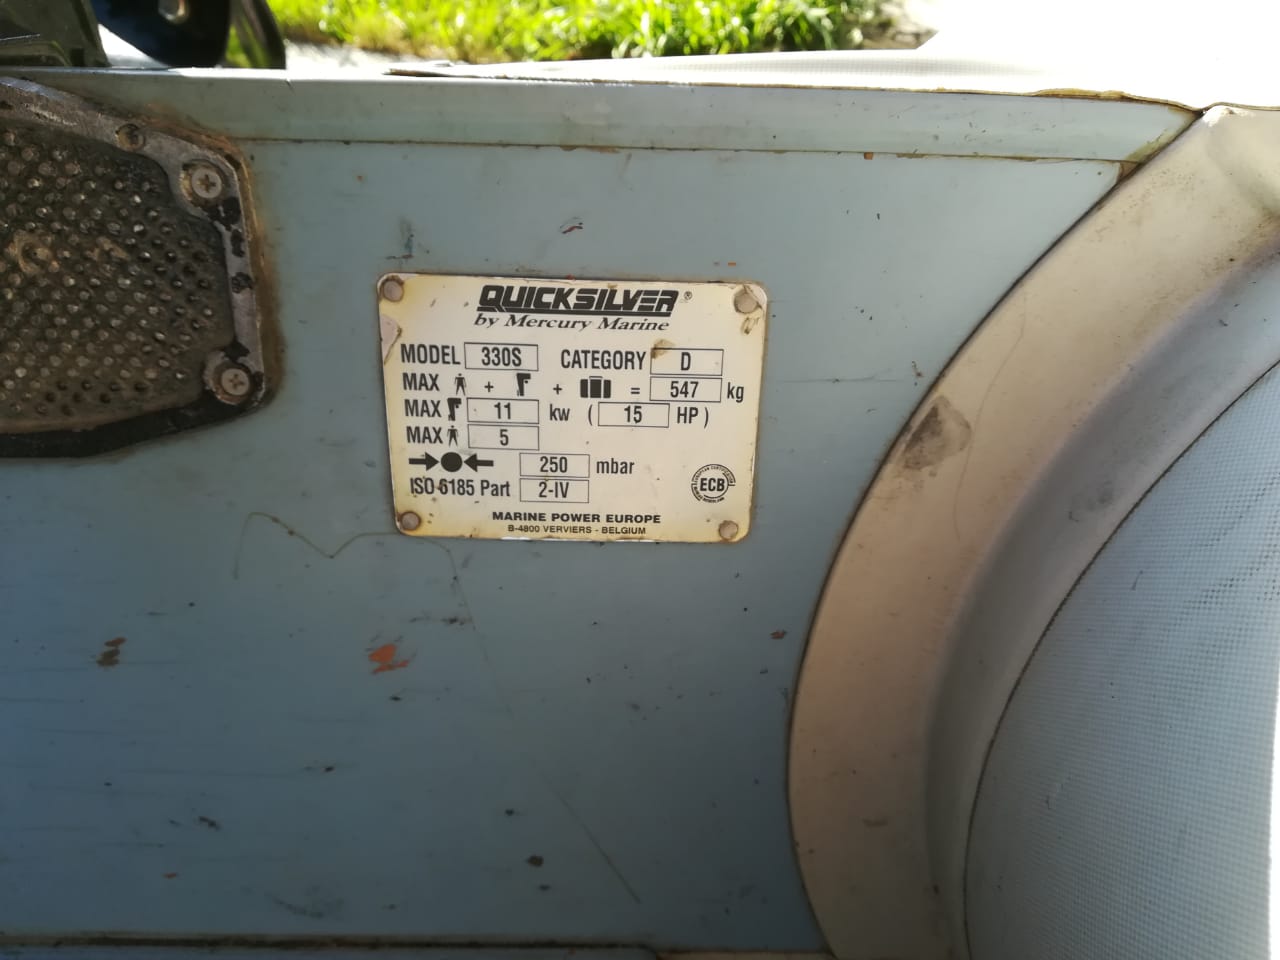 QUICKSILVER®
by Mercury Marine
MODEL 330S CATEGORY D
MAX + + = 547 kg
MAX 11 kw ( 15 HP )
MAX 5
250 mbar
ISO 6185 Part 2-IV
ECB
MARINE POWER EUROPE
B-4800 VERVIERS - BELGIUM